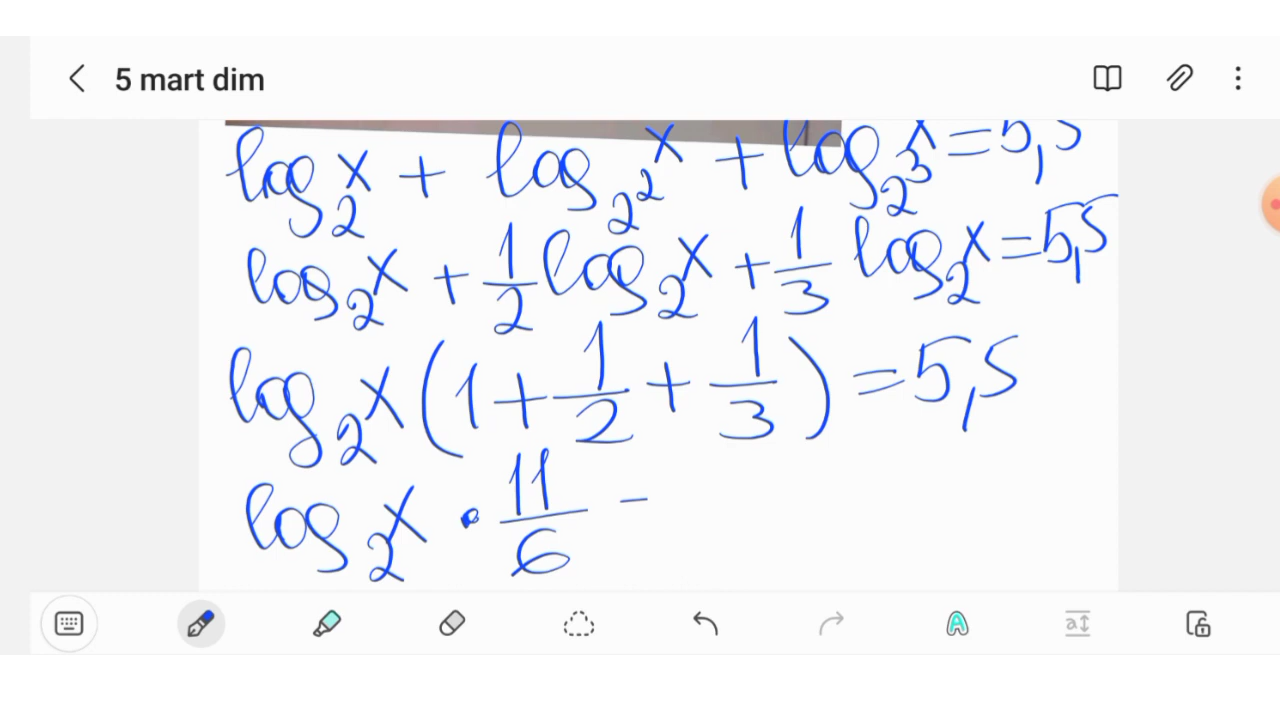 5 mart dim
log₂x + log₂²x + log₂³x = 5,5
log₂x + 1/2 log₂x + 1/3 log₂x = 5,5
log₂x (1 + 1/2 + 1/3) = 5,5
log₂x · 11/6 -
A
a